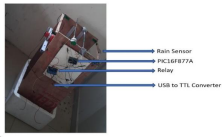 Rain Sensor
PIC16F877A
Relay
USB to TTL Converter